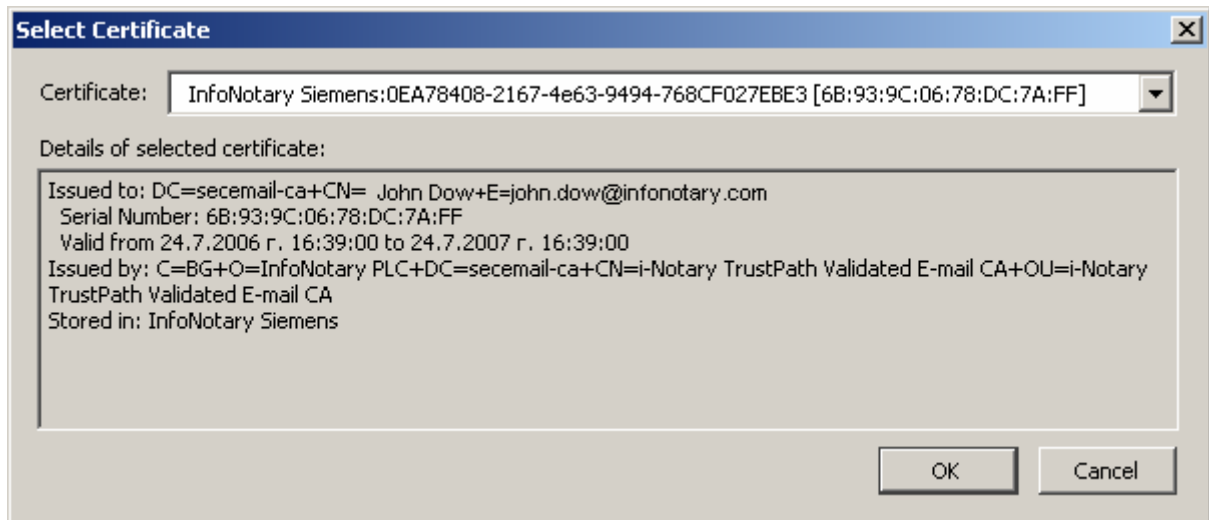 Select Certificate
Certificate: InfoNotary Siemens:0EA78408-2167-4e63-9494-768CF027EBE3 [6B:93:9C:06:78:DC:7A:FF]
Details of selected certificate:
Issued to: DC=secemail-ca+CN= John Dow+E=john.dow@infonotary.com
Serial Number: 6B:93:9C:06:78:DC:7A:FF
Valid from 24.7.2006 г. 16:39:00 to 24.7.2007 г. 16:39:00
Issued by: C=BG+O=InfoNotary PLC+DC=secemail-ca+CN=i-Notary TrustPath Validated E-mail CA+OU=i-Notary
TrustPath Validated E-mail CA
Stored in: InfoNotary Siemens
OK Cancel